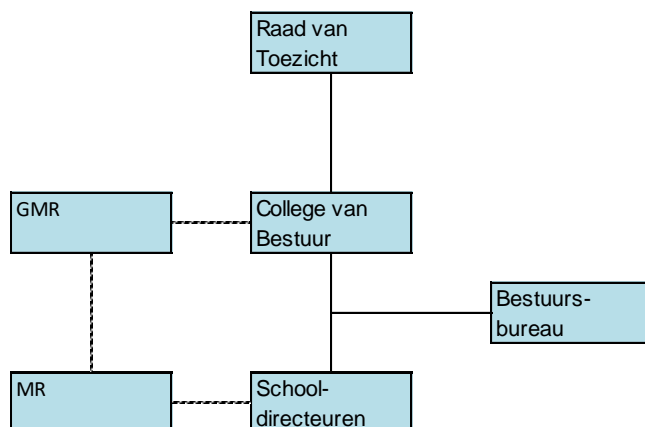 Raad van
Toezicht
GMR
College van
Bestuur
Bestuurs-
bureau
MR
School-
directeuren